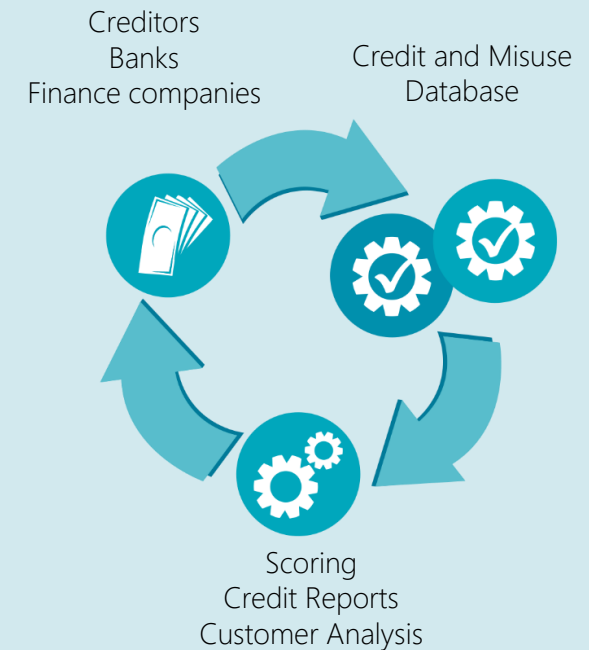 Creditors
Banks
Finance companies
Credit and Misuse
Database
Scoring
Credit Reports
Customer Analysis